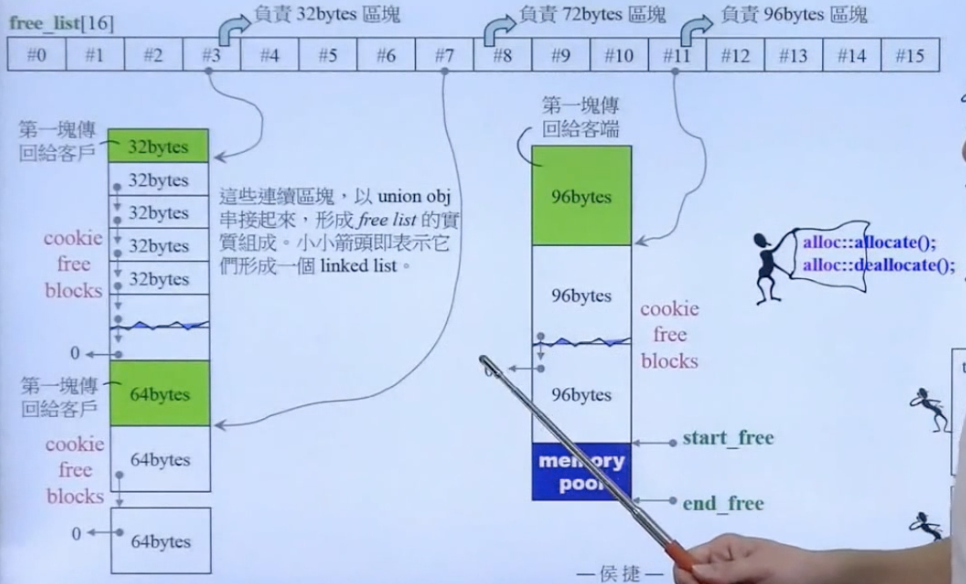 free_list[16]
負責 32bytes 區塊
負責 72bytes 區塊
負責 96bytes 區塊
#0 #1 #2 #3 #4 #5 #6 #7 #8 #9 #10 #11 #12 #13 #14 #15
第一塊傳
回給客戶
32bytes
32bytes
32bytes
32bytes
32bytes
cookie
free
blocks
0
這些連續區塊，以 union obj
串接起來，形成 free list 的實
質組成。小小箭頭即表示它
們形成一個 linked list。
第一塊傳
回給客戶
64bytes
cookie
free
blocks
64bytes
0
64bytes
第一塊傳
回給客端
96bytes
96bytes
cookie
free
blocks
96bytes
memory
pool
start_free
end_free
alloc::allocate();
alloc::deallocate();
—侯捷—